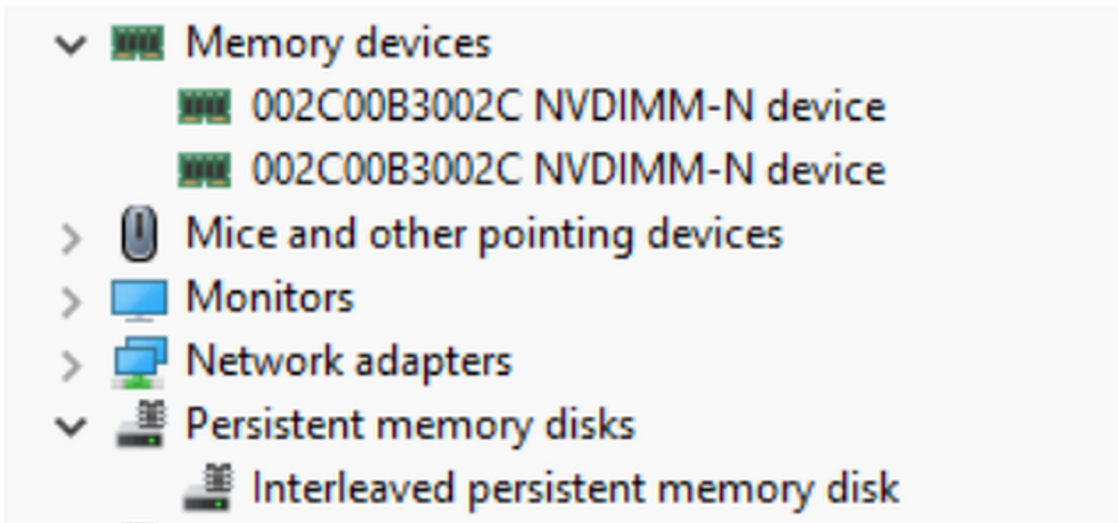 Memory devices
002C00B3002C NVDIMM-N device
002C00B3002C NVDIMM-N device
Mice and other pointing devices
Monitors
Network adapters
Persistent memory disks
Interleaved persistent memory disk